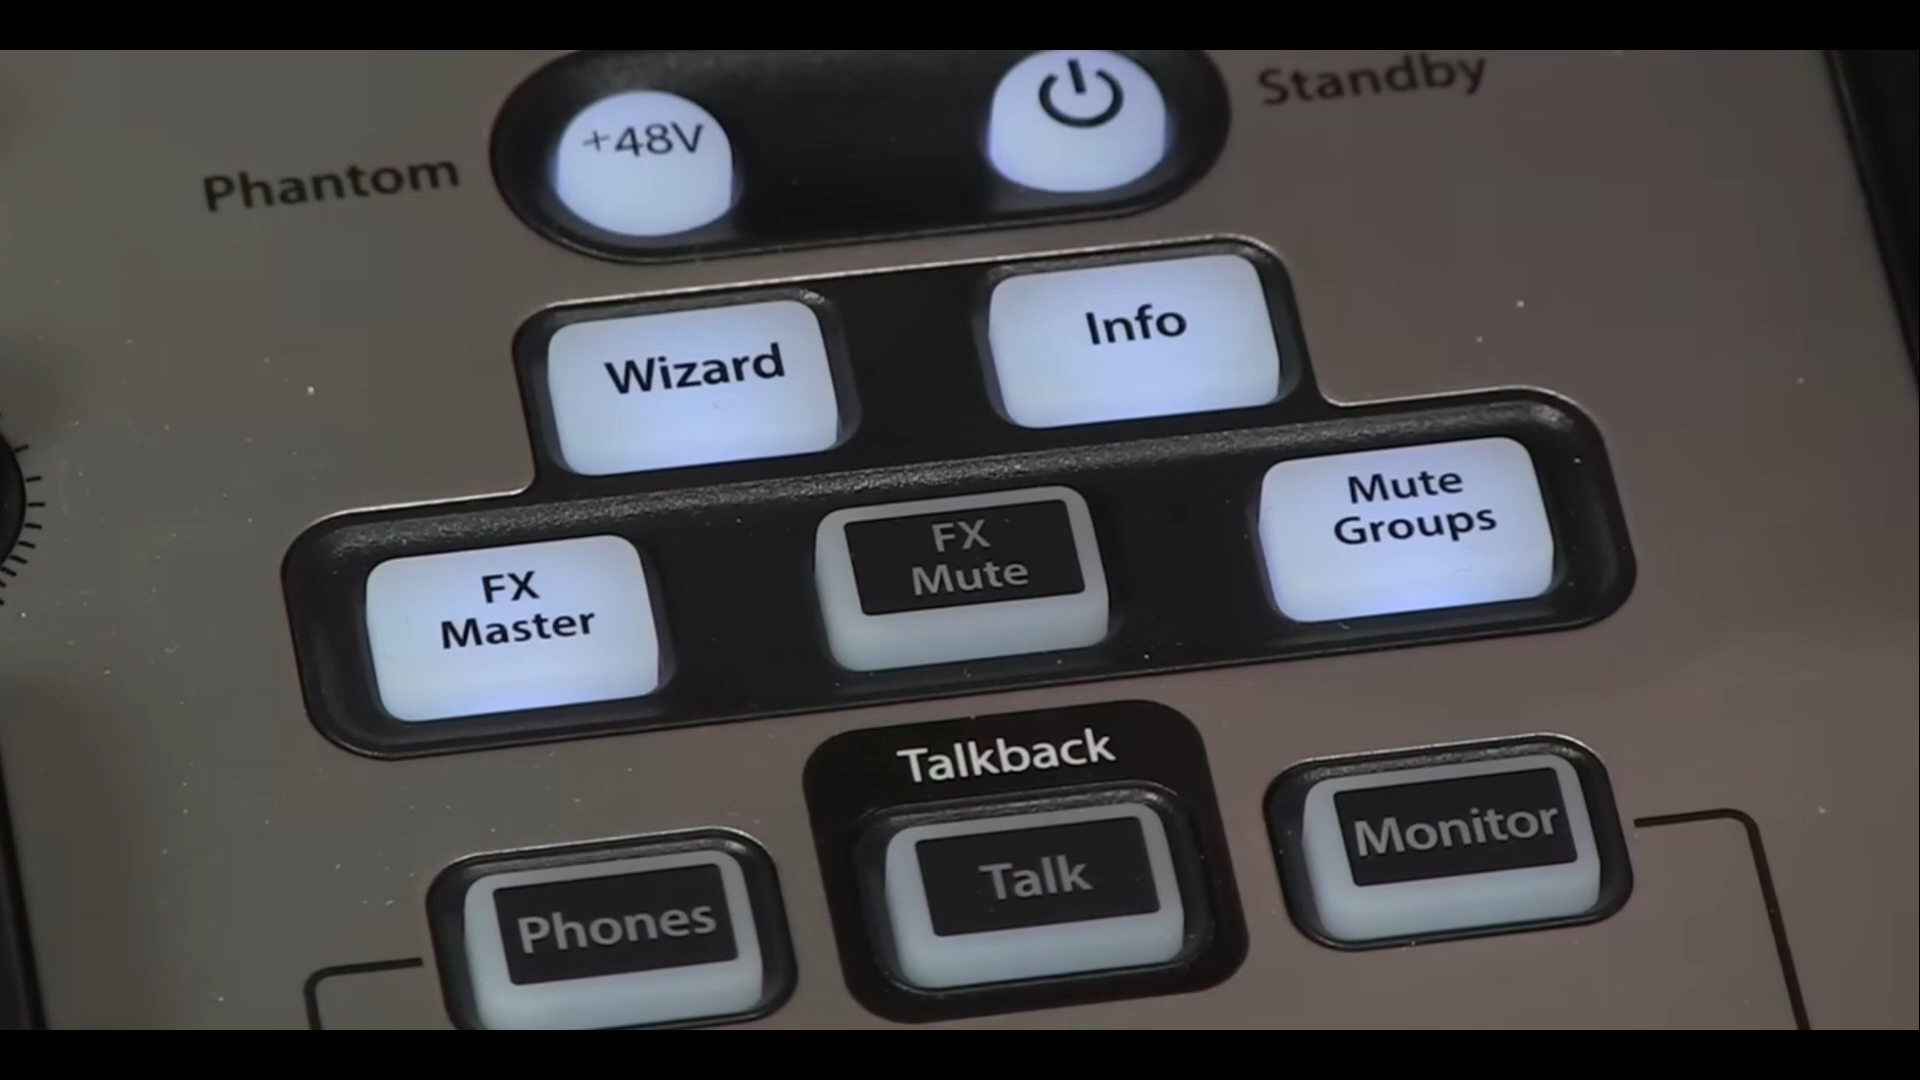 Standby
+48V
Phantom
Info
Wizard
Mute
Groups
FX
Mute
FX
Master
Talkback
Monitor
Talk
Phones